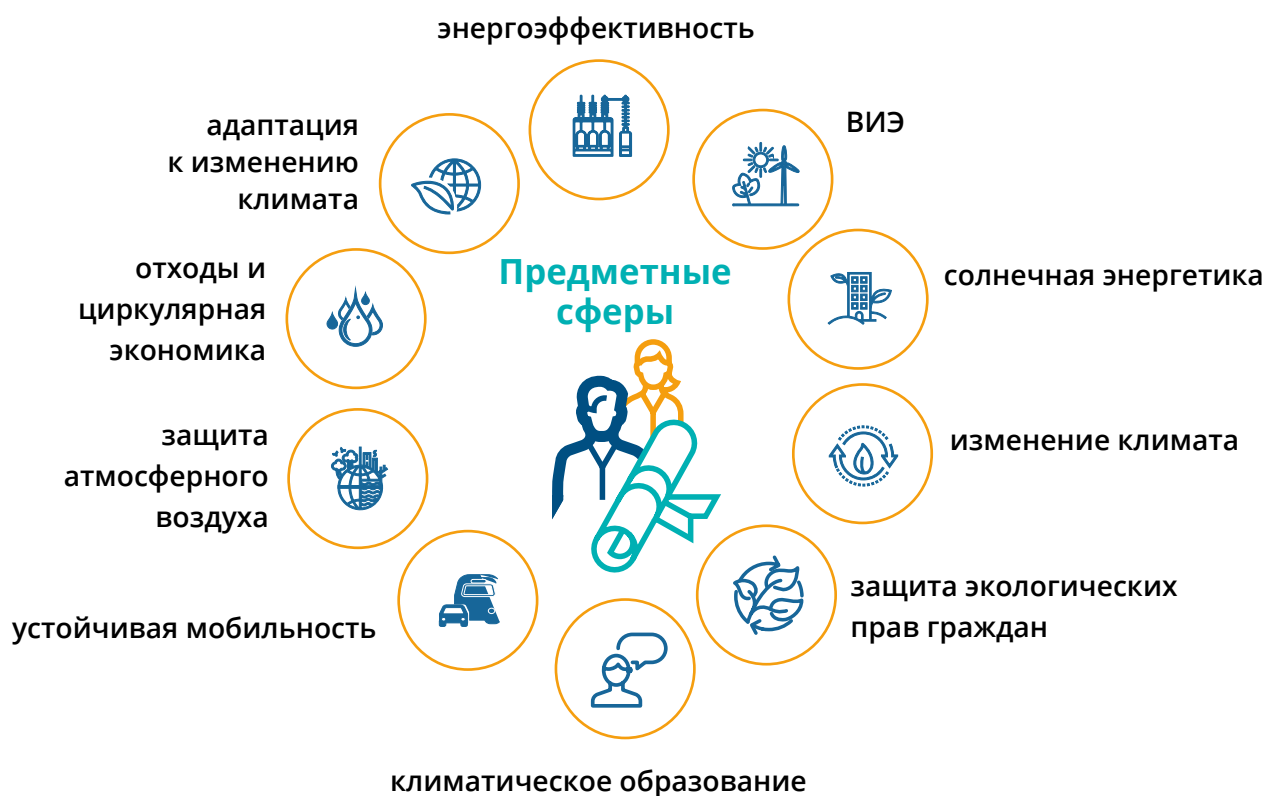 энергоэффективность
ВИЭ
солнечная энергетика
изменение климата
защита экологических
прав граждан
климатическое образование
устойчивая мобильность
защита
атмосферного
воздуха
отходы и
циркулярная
экономика
адаптация
к изменению
климата
Предметные
сферы